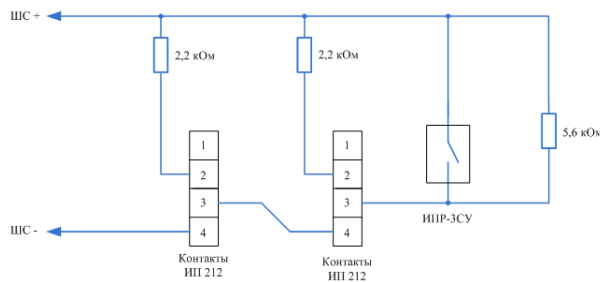 ШС +
2,2 кОм
2,2 кОм
5,6 кОм
1
2
3
4
1
2
3
4
ИПР-3СУ
ШС -
Контакты
ИП 212
Контакты
ИП 212